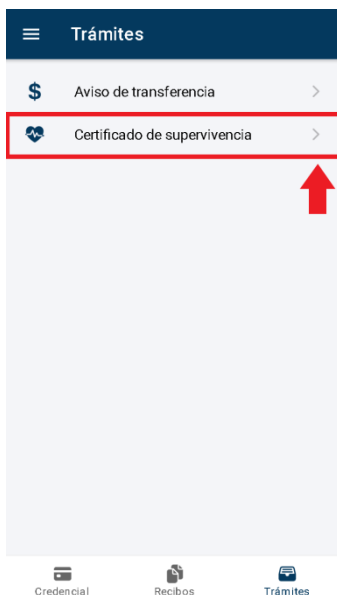 Trámites
$ Aviso de transferencia
Certificado de supervivencia
Credencial Recibos Trámites